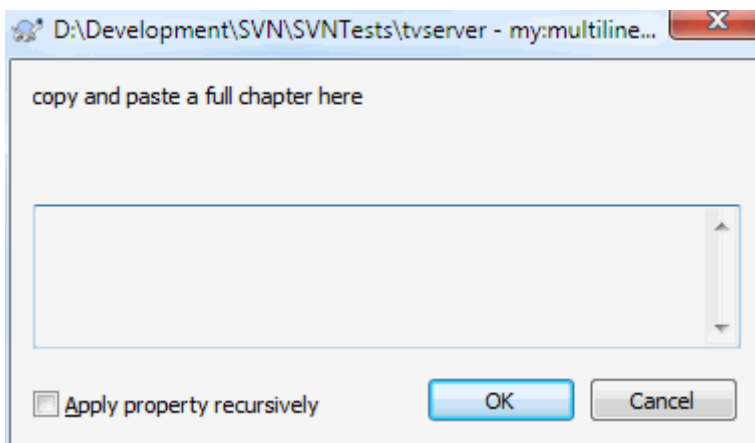 D:\Development\SVN\SVNTests\tvserver - my:multiline...
copy and paste a full chapter here
Apply property recursively
OK
Cancel